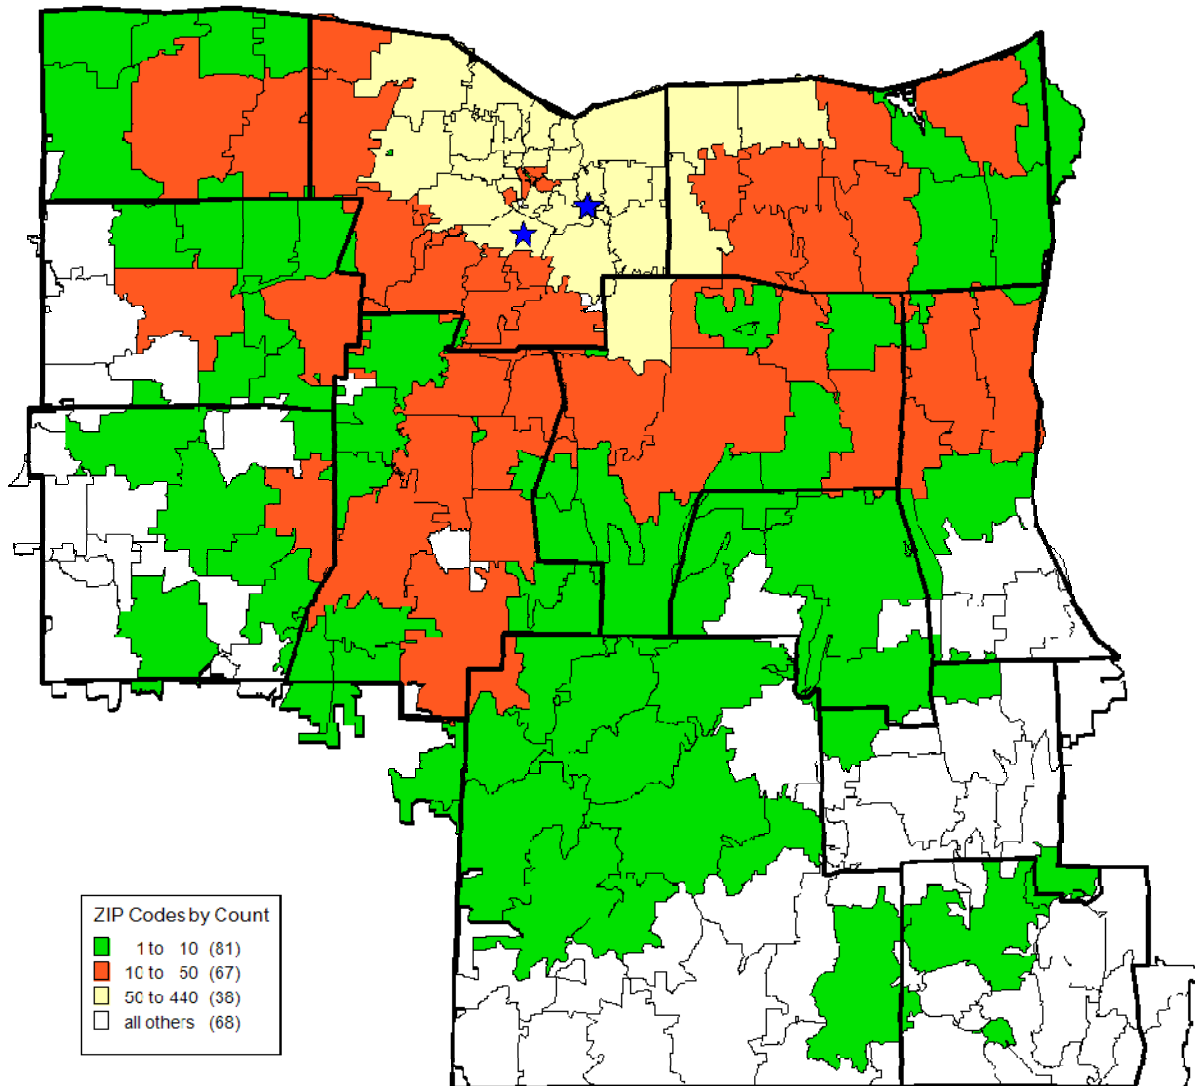 ZIP Codes by Count
1 to 10 (81)
10 to 50 (67)
50 to 440 (38)
all others (68)